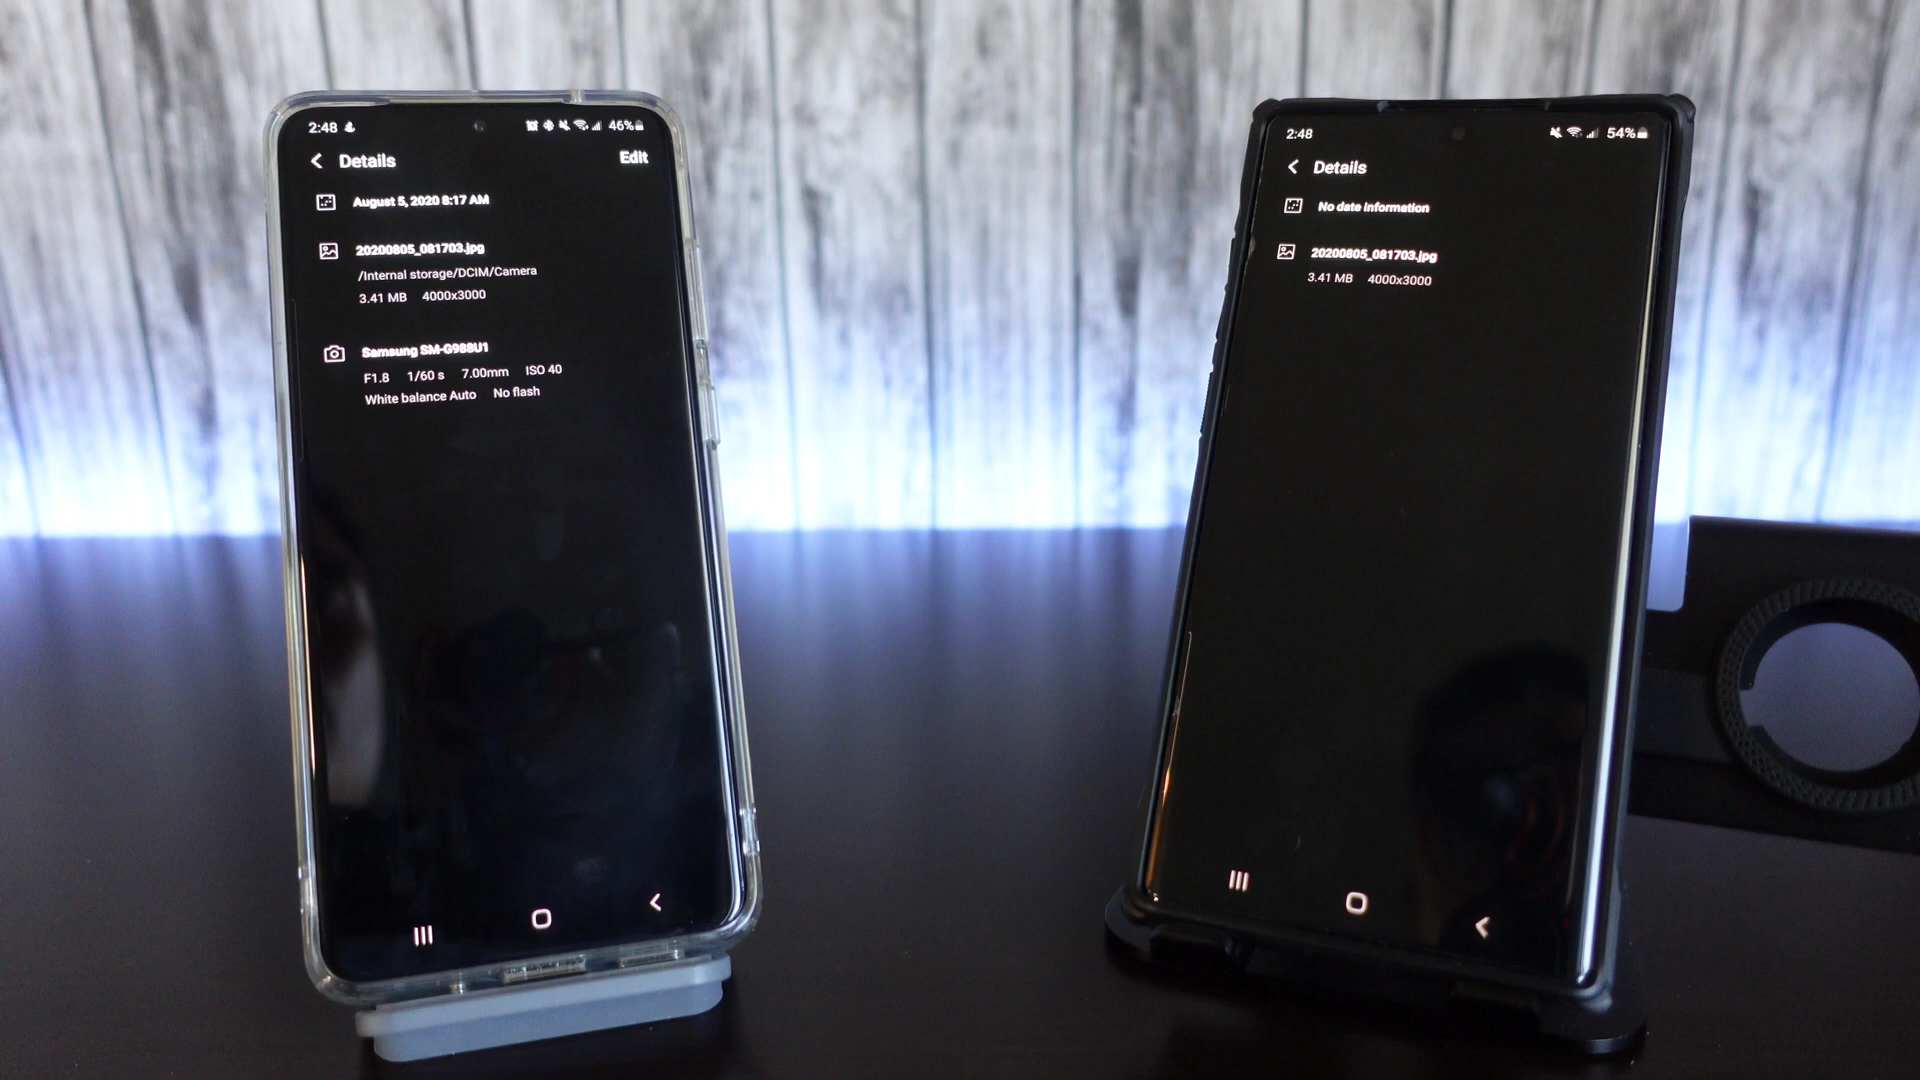 2:48 46%
Details Edit
August 5, 2020 8:17 AM
20200805_081703.jpg
/Internal storage/DCIM/Camera
3.41 MB 4000x3000
Samsung SM-G988U1
F1.8 1/60 s 7.00mm ISO 40
White balance Auto No flash
2:48 54%
Details
No date information
20200805_081703.jpg
3.41 MB 4000x3000